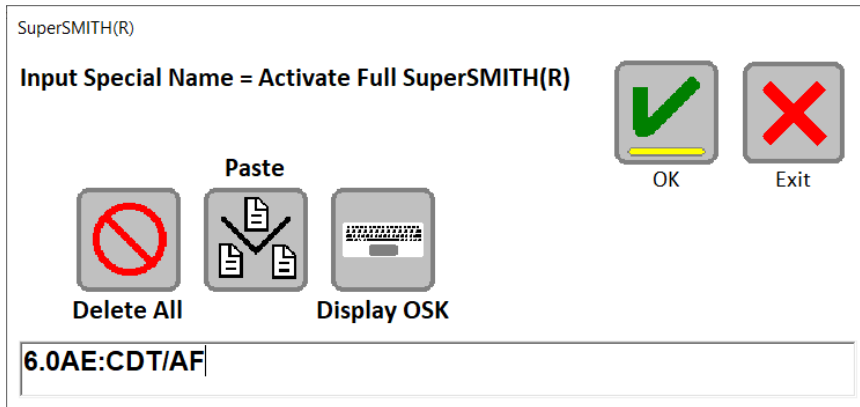 SuperSMITH(R)
Input Special Name = Activate Full SuperSMITH(R)
OK
Exit
Paste
Delete All
Display OSK
6.0AE:CDT/AF